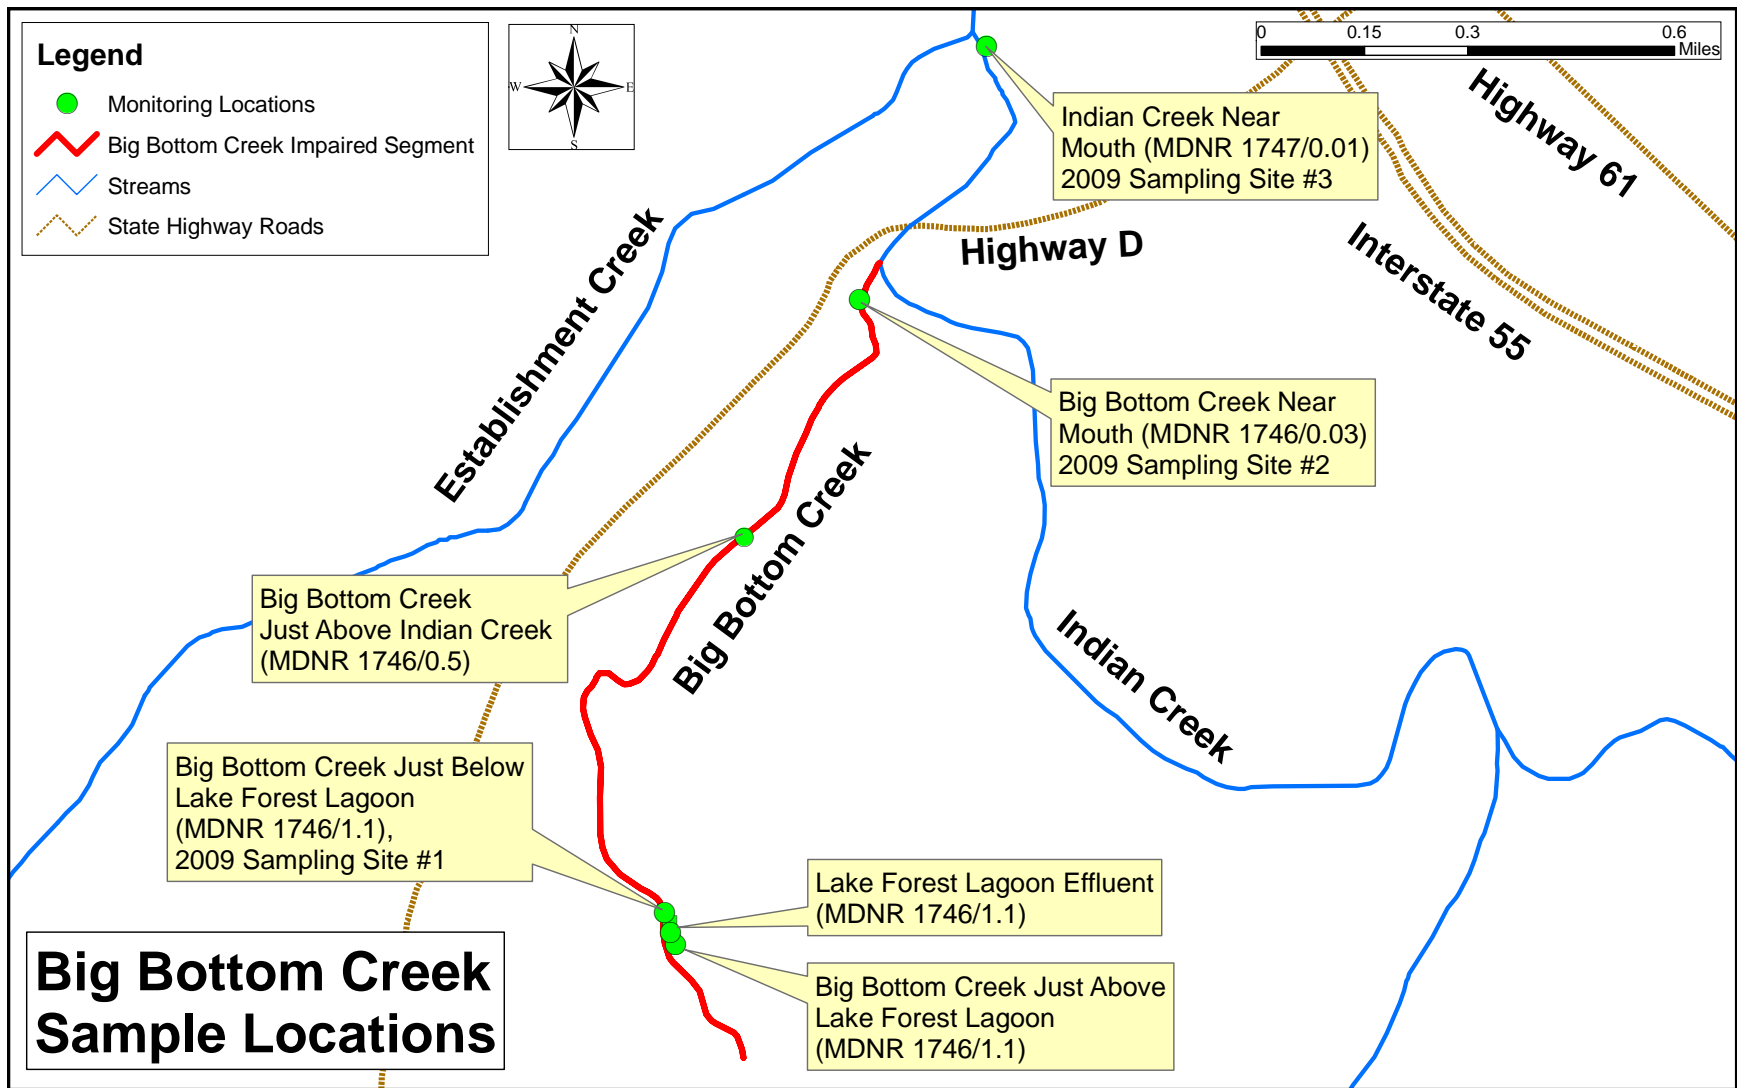 Legend
Monitoring Locations
Big Bottom Creek Impaired Segment
Streams
State Highway Roads
N
W
E
S
0
0.15
0.3
0.6
Miles
Indian Creek Near
Mouth (MDNR 1747/0.01)
2009 Sampling Site #3
Highway 61
Interstate 55
Highway D
Establishment Creek
Big Bottom Creek Near
Mouth (MDNR 1746/0.03)
2009 Sampling Site #2
Big Bottom Creek
Big Bottom Creek
Just Above Indian Creek
(MDNR 1746/0.5)
Indian Creek
Big Bottom Creek Just Below
Lake Forest Lagoon
(MDNR 1746/1.1),
2009 Sampling Site #1
Lake Forest Lagoon Effluent
(MDNR 1746/1.1)
Big Bottom Creek Just Above
Lake Forest Lagoon
(MDNR 1746/1.1)
Big Bottom Creek
Sample Locations